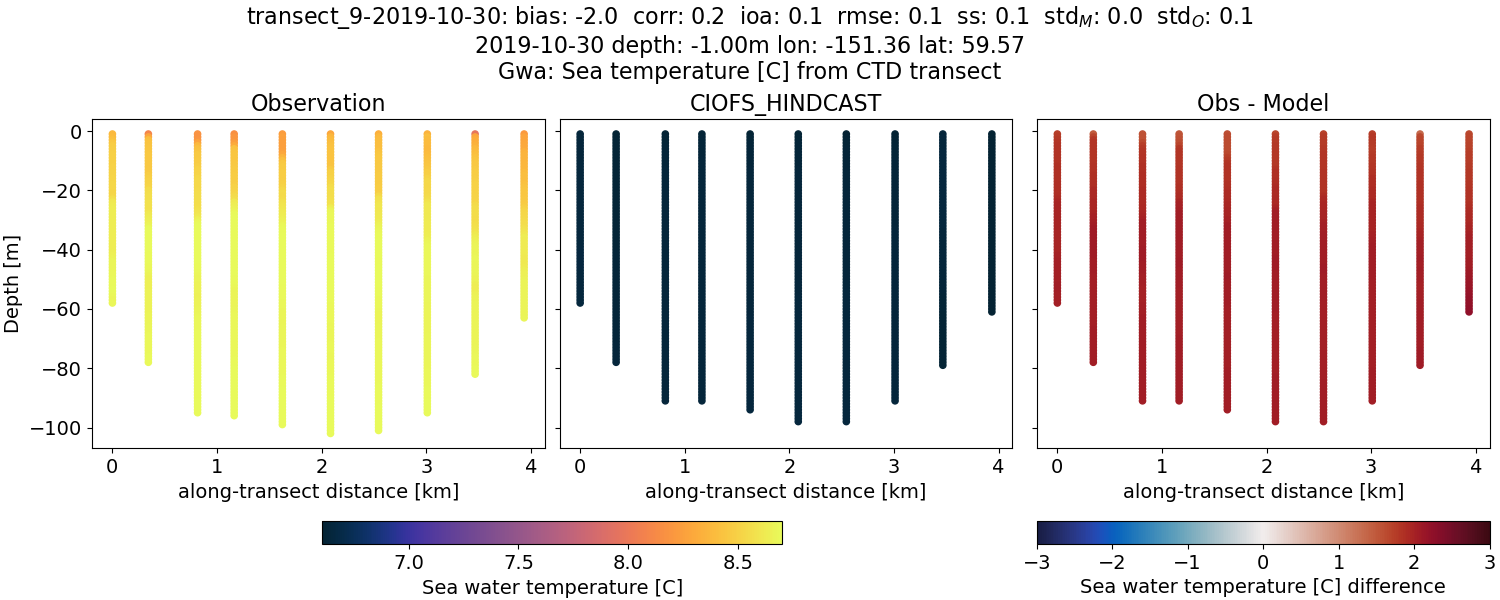 transect_9-2019-10-30: bias: -2.0  corr: 0.2  ioa: 0.1  rmse: 0.1  ss: 0.1  std_M: 0.0  std_O: 0.1
2019-10-30 depth: -1.00m lon: -151.36 lat: 59.57
Gwa: Sea temperature [C] from CTD transect
Observation
CIOFS_HINDCAST
Obs - Model
Depth [m]
0
−20
−40
−60
−80
−100
0 1 2 3 4
0 1 2 3 4
0 1 2 3 4
along-transect distance [km]
along-transect distance [km]
along-transect distance [km]
7.0 7.5 8.0 8.5
Sea water temperature [C]
−3 −2 −1 0 1 2 3
Sea water temperature [C] difference